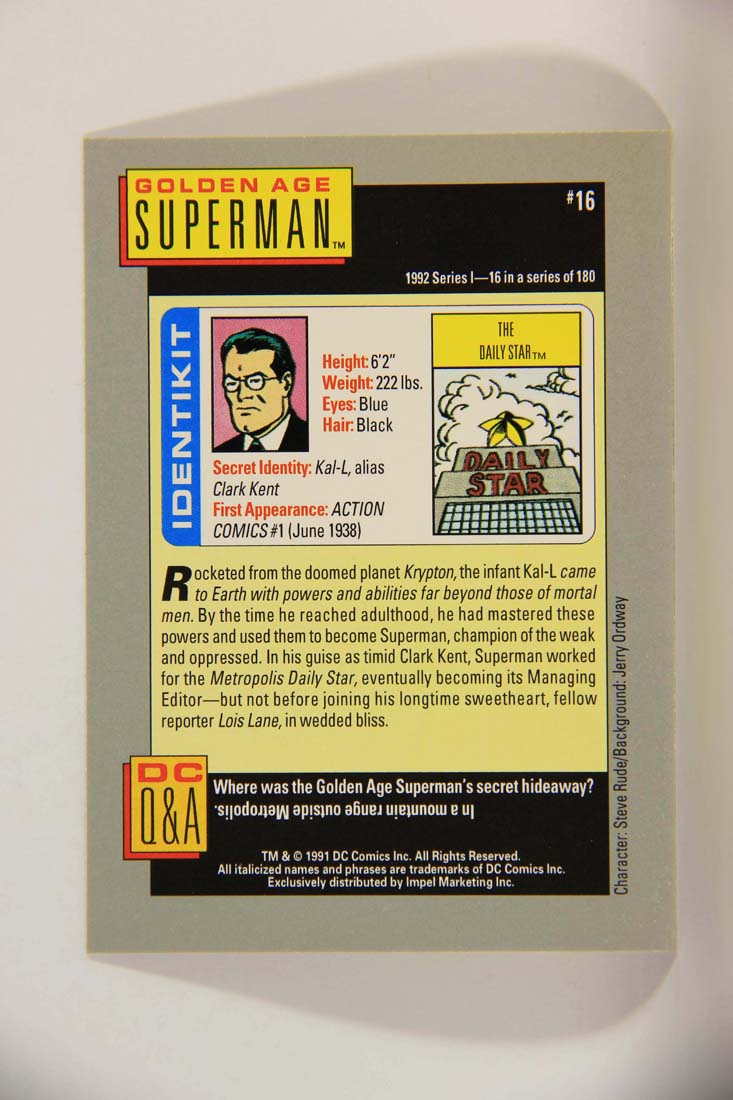 GOLDEN AGE
SUPERMAN™
#16
1992 Series I—16 in a series of 180
IDENTIKIT
Height: 6'2"
Weight: 222 lbs.
Eyes: Blue
Hair: Black
Secret Identity: Kal-L, alias
Clark Kent
First Appearance: ACTION
COMICS #1 (June 1938)
THE
DAILY STAR™
DAILY
STAR
Rocketed from the doomed planet Krypton, the infant Kal-L came
to Earth with powers and abilities far beyond those of mortal
men. By the time he reached adulthood, he had mastered these
powers and used them to become Superman, champion of the weak
and oppressed. In his guise as timid Clark Kent, Superman worked
for the Metropolis Daily Star, eventually becoming its Managing
Editor—but not before joining his longtime sweetheart, fellow
reporter Lois Lane, in wedded bliss.
DC
Q&A
Where was the Golden Age Superman's secret hideaway?
In a mountain range outside Metropolis.
TM & © 1991 DC Comics Inc. All Rights Reserved.
All italicized names and phrases are trademarks of DC Comics Inc.
Exclusively distributed by Impel Marketing Inc.
Character: Steve Rude/Background: Jerry Ordway